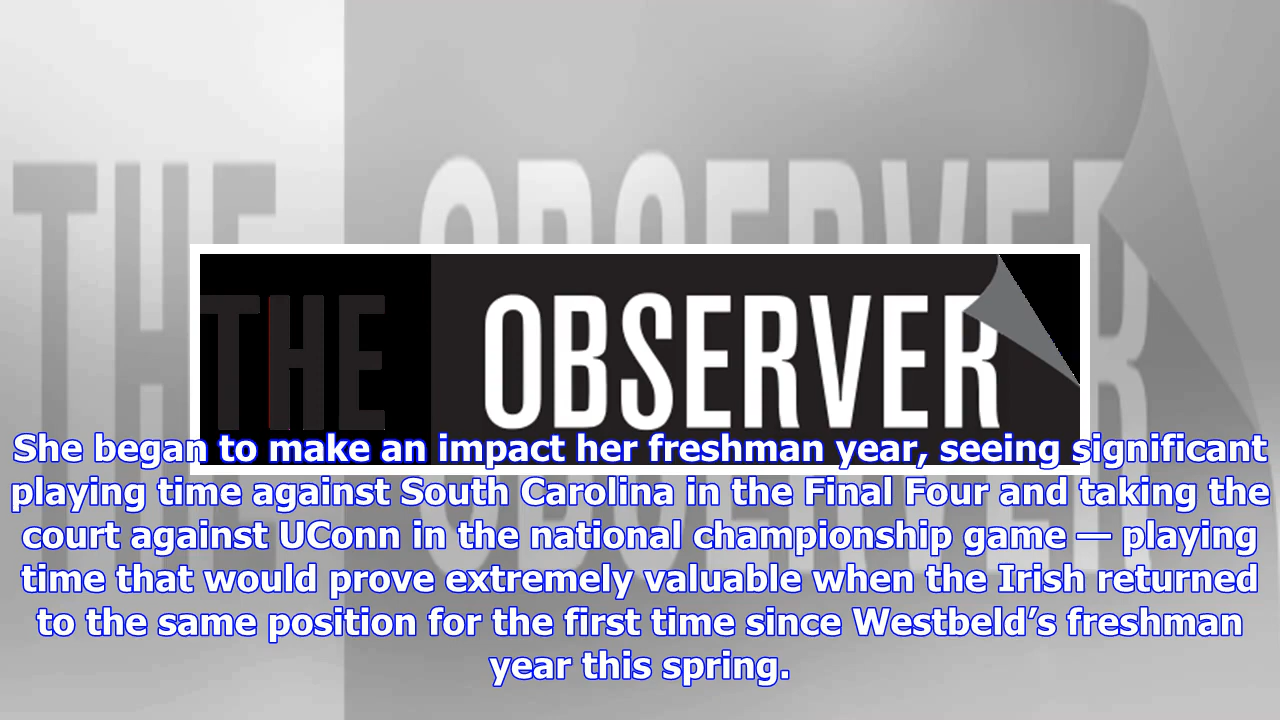 THE OBSERVER
THE OBSERVER
She began to make an impact her freshman year, seeing significant
playing time against South Carolina in the Final Four and taking the
court against UConn in the national championship game — playing
time that would prove extremely valuable when the Irish returned
to the same position for the first time since Westbeld’s freshman
year this spring.